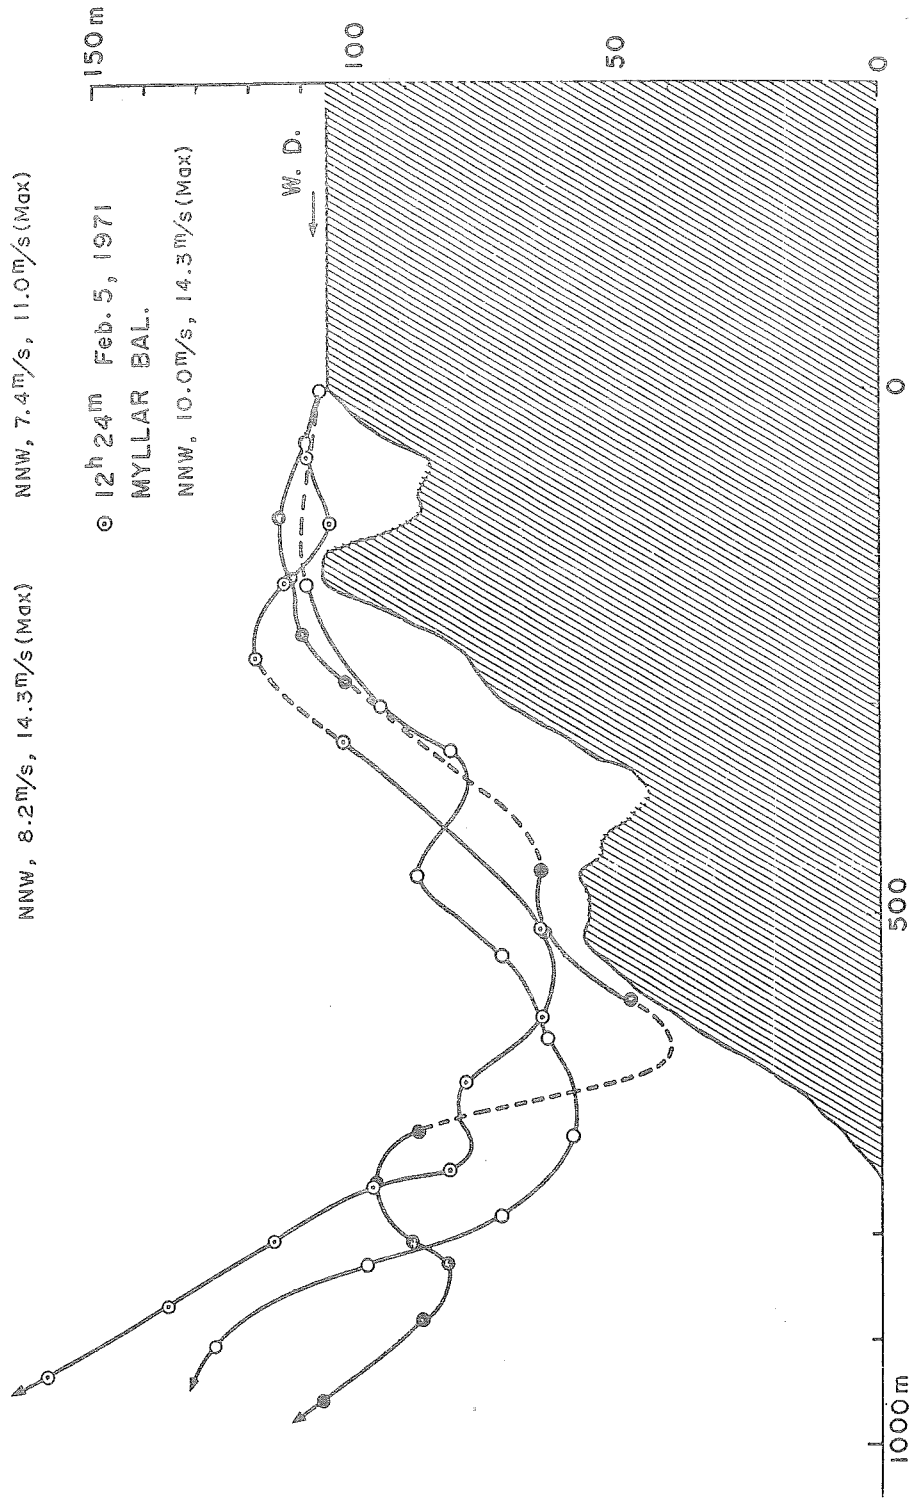 NNW, 8.2m/s, 14.3m/s (Max)
NNW, 7.4m/s, 11.0m/s (Max)
⊙ 12h 24m Feb. 5, 1971
MYLLAR BAL.
NNW, 10.0m/s, 14.3m/s (Max)
W. D.
150m
100
50
0
0
500
1000m